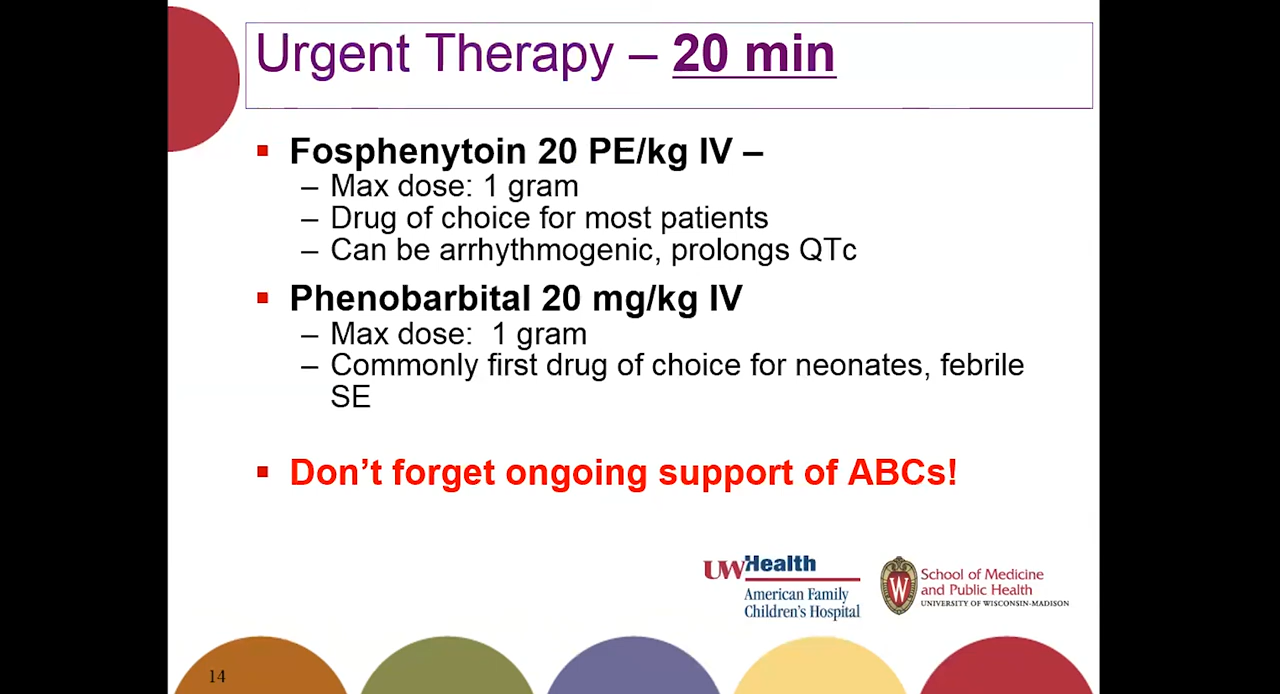 Urgent Therapy – 20 min
▪ Fosphenytoin 20 PE/kg IV –
– Max dose: 1 gram
– Drug of choice for most patients
– Can be arrhythmogenic, prolongs QTc
▪ Phenobarbital 20 mg/kg IV
– Max dose:  1 gram
– Commonly first drug of choice for neonates, febrile
SE
▪ Don’t forget ongoing support of ABCs!
UWHealth
American Family
Children's Hospital
W
School of Medicine
and Public Health
UNIVERSITY OF WISCONSIN-MADISON
14